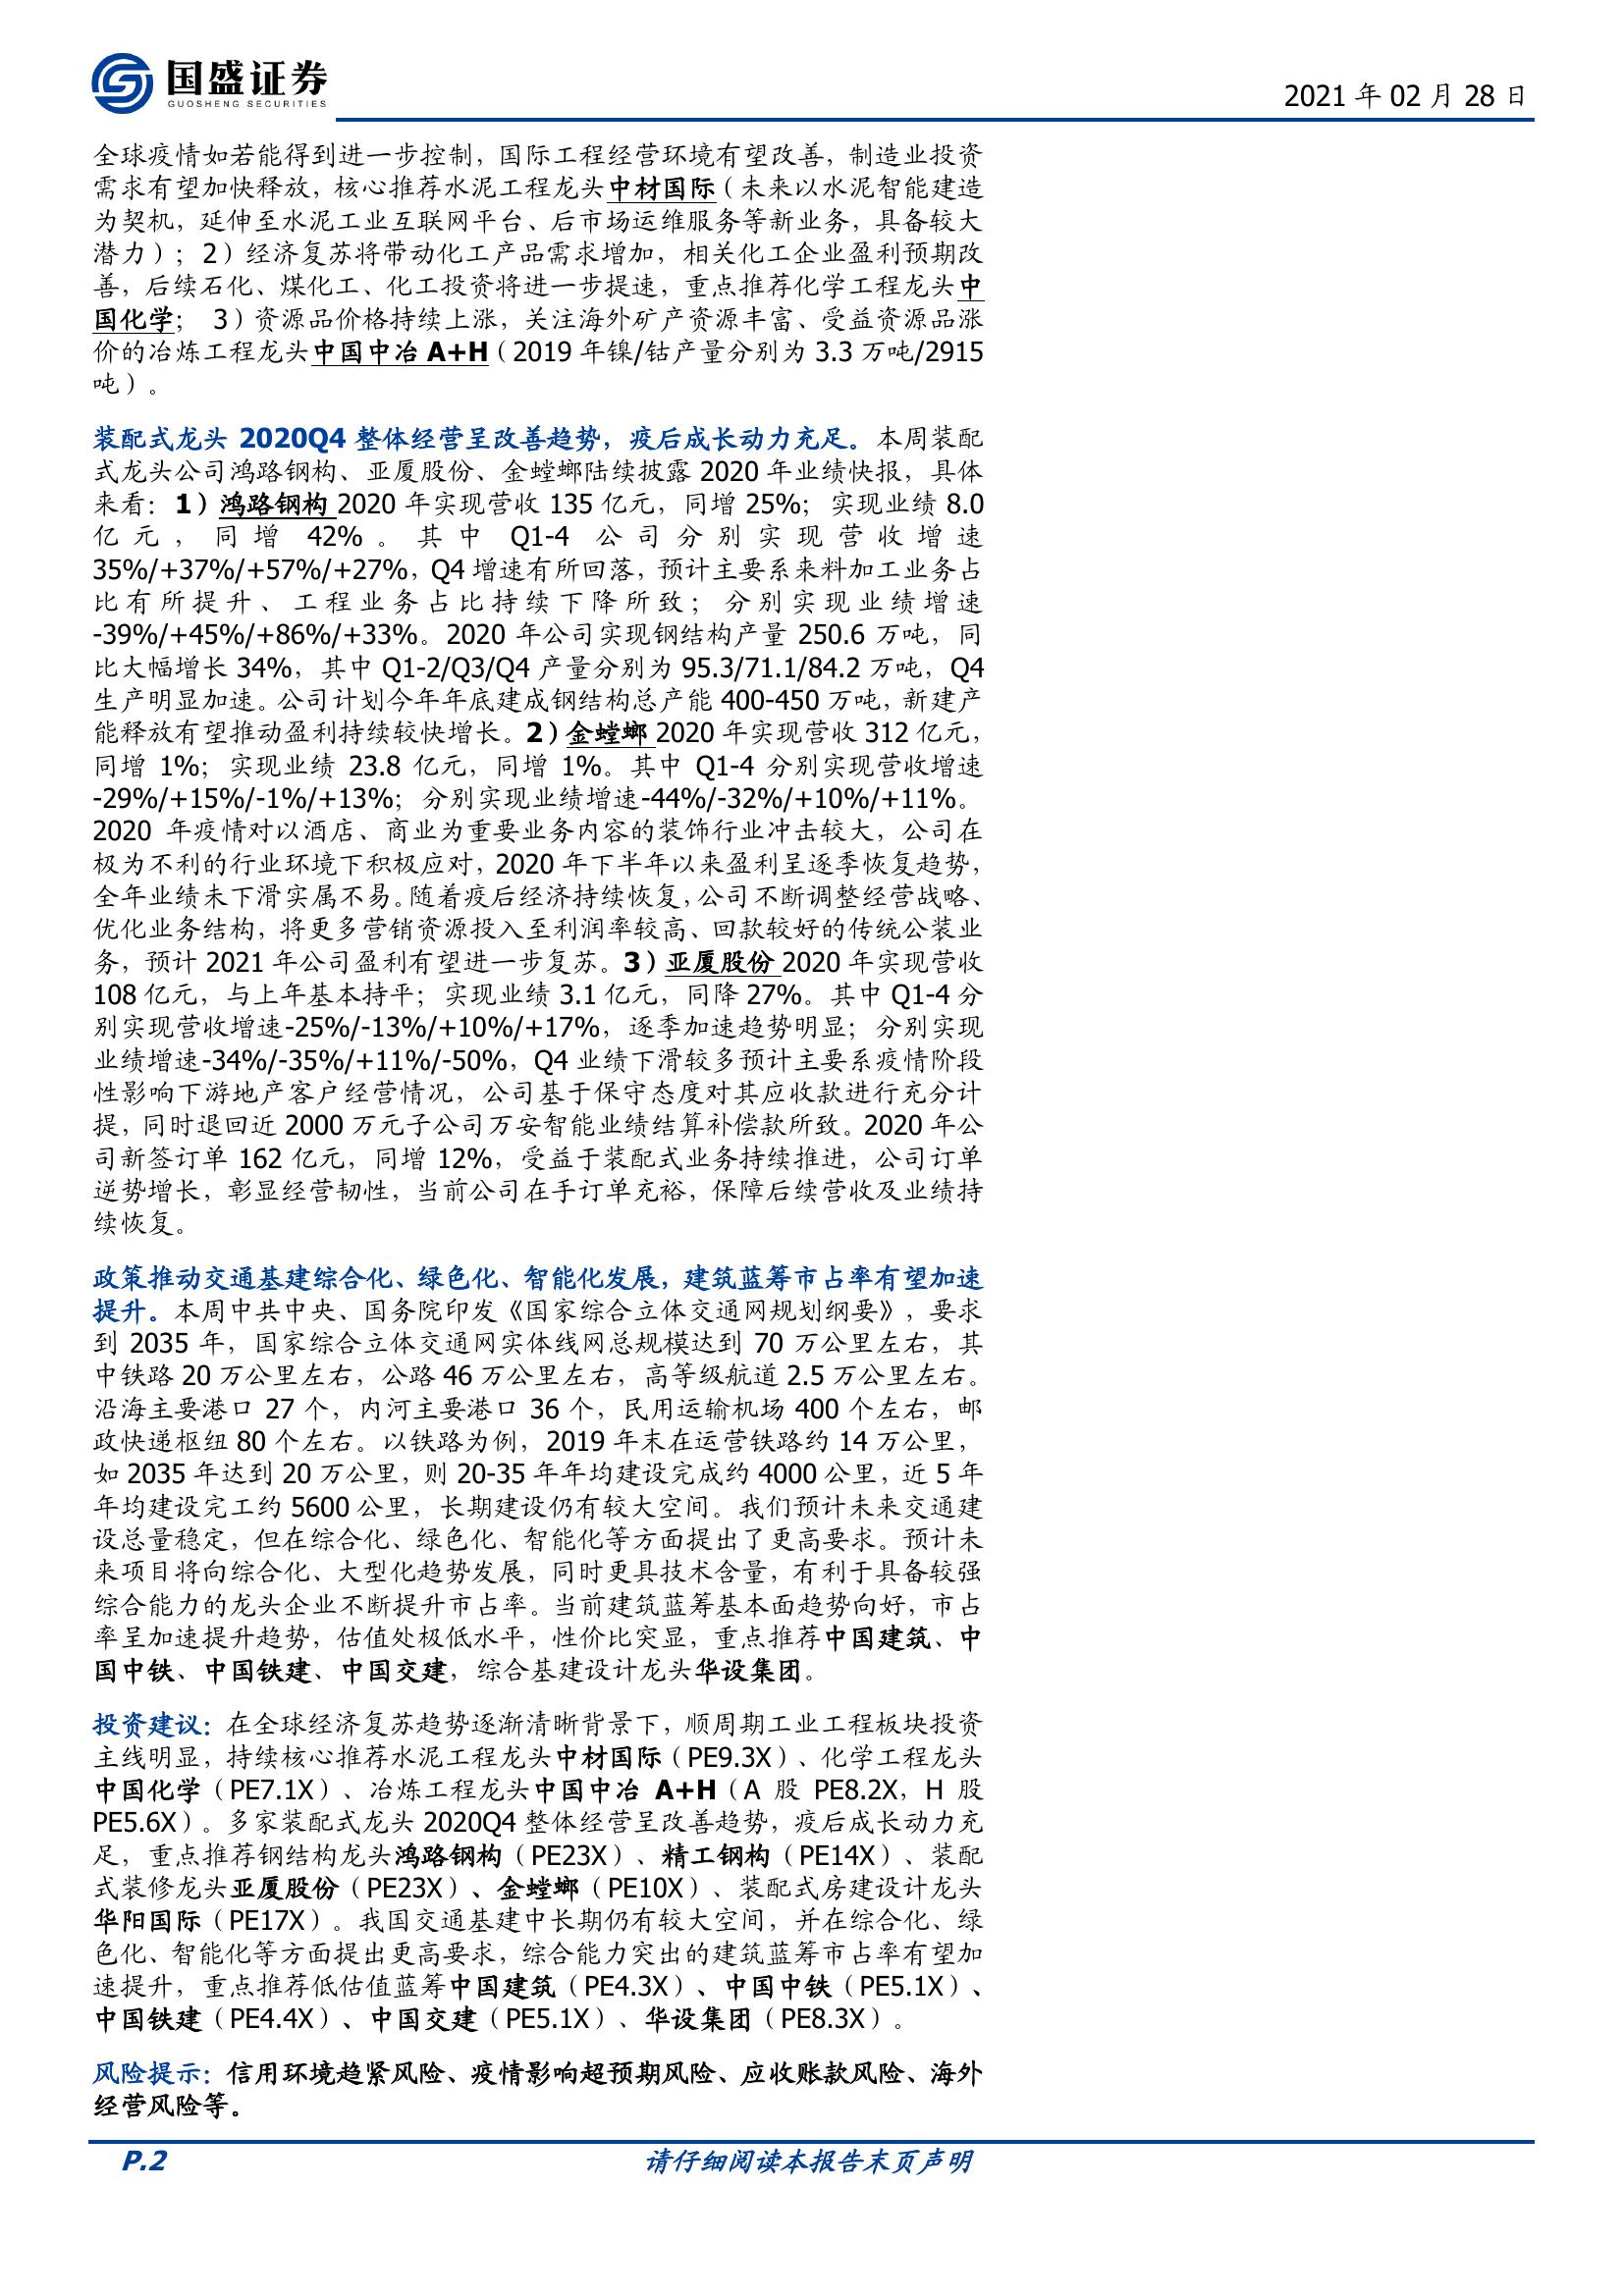 国盛证券
GUOSHENG SECURITIES
2021 年 02 月 28 日
全球疫情如若能得到进一步控制，国际工程经营环境有望改善，制造业投资
需求有望加快释放，核心推荐水泥工程龙头中材国际（未来以水泥智能建造
为契机，延伸至水泥工业互联网平台、后市场运维服务等新业务，具备较大
潜力）；2）经济复苏将带动化工产品需求增加，相关化工企业盈利预期改
善，后续石化、煤化工、化工投资将进一步提速，重点推荐化学工程龙头中
国化学； 3）资源品价格持续上涨，关注海外矿产资源丰富、受益资源品涨
价的冶炼工程龙头中国中冶 A+H（2019 年镍/钴产量分别为 3.3 万吨/2915
吨）。
装配式龙头 2020Q4 整体经营呈改善趋势，疫后成长动力充足。本周装配
式龙头公司鸿路钢构、亚厦股份、金螳螂陆续披露 2020 年业绩快报，具体
来看：1）鸿路钢构 2020 年实现营收 135 亿元，同增 25%；实现业绩 8.0
亿元，同增 42%。其中 Q1-4 公司分别实现营收增速
35%/+37%/+57%/+27%，Q4 增速有所回落，预计主要系来料加工业务占
比有所提升、工程业务占比持续下降所致；分别实现业绩增速
-39%/+45%/+86%/+33%。2020 年公司实现钢结构产量 250.6 万吨，同
比大幅增长 34%，其中 Q1-2/Q3/Q4 产量分别为 95.3/71.1/84.2 万吨，Q4
生产明显加速。公司计划今年年底建成钢结构总产能 400-450 万吨，新建产
能释放有望推动盈利持续较快增长。2）金螳螂 2020 年实现营收 312 亿元，
同增 1%；实现业绩 23.8 亿元，同增 1%。其中 Q1-4 分别实现营收增速
-29%/+15%/-1%/+13%；分别实现业绩增速-44%/-32%/+10%/+11%。
2020 年疫情对以酒店、商业为重要业务内容的装饰行业冲击较大，公司在
极为不利的行业环境下积极应对，2020 年下半年以来盈利呈逐季恢复趋势，
全年业绩未下滑实属不易。随着疫后经济持续恢复，公司不断调整经营战略、
优化业务结构，将更多营销资源投入至利润率较高、回款较好的传统公装业
务，预计 2021 年公司盈利有望进一步复苏。3）亚厦股份 2020 年实现营收
108 亿元，与上年基本持平；实现业绩 3.1 亿元，同降 27%。其中 Q1-4 分
别实现营收增速-25%/-13%/+10%/+17%，逐季加速趋势明显；分别实现
业绩增速-34%/-35%/+11%/-50%，Q4 业绩下滑较多预计主要系疫情阶段
性影响下游地产客户经营情况，公司基于保守态度对其应收款进行充分计
提，同时退回近 2000 万元子公司万安智能业绩结算补偿款所致。2020 年公
司新签订单 162 亿元，同增 12%，受益于装配式业务持续推进，公司订单
逆势增长，彰显经营韧性，当前公司在手订单充裕，保障后续营收及业绩持
续恢复。
政策推动交通基建综合化、绿色化、智能化发展，建筑蓝筹市占率有望加速
提升。本周中共中央、国务院印发《国家综合立体交通网规划纲要》，要求
到 2035 年，国家综合立体交通网实体线网总规模达到 70 万公里左右，其
中铁路 20 万公里左右，公路 46 万公里左右，高等级航道 2.5 万公里左右。
沿海主要港口 27 个，内河主要港口 36 个，民用运输机场 400 个左右，邮
政快递枢纽 80 个左右。以铁路为例，2019 年末在运营铁路约 14 万公里，
如 2035 年达到 20 万公里，则 20-35 年年均建设完成约 4000 公里，近 5 年
年均建设完工约 5600 公里，长期建设仍有较大空间。我们预计未来交通建
设总量稳定，但在综合化、绿色化、智能化等方面提出了更高要求。预计未
来项目将向综合化、大型化趋势发展，同时更具技术含量，有利于具备较强
综合能力的龙头企业不断提升市占率。当前建筑蓝筹基本面趋势向好，市占
率呈加速提升趋势，估值处极低水平，性价比突显，重点推荐中国建筑、中
国中铁、中国铁建、中国交建，综合基建设计龙头华设集团。
投资建议：在全球经济复苏趋势逐渐清晰背景下，顺周期工业工程板块投资
主线明显，持续核心推荐水泥工程龙头中材国际（PE9.3X）、化学工程龙头
中国化学（PE7.1X）、冶炼工程龙头中国中冶 A+H（A 股 PE8.2X，H 股
PE5.6X）。多家装配式龙头 2020Q4 整体经营呈改善趋势，疫后成长动力充
足，重点推荐钢结构龙头鸿路钢构（PE23X）、精工钢构（PE14X）、装配
式装修龙头亚厦股份（PE23X）、金螳螂（PE10X）、装配式房建设计龙头
华阳国际（PE17X）。我国交通基建中长期仍有较大空间，并在综合化、绿
色化、智能化等方面提出更高要求，综合能力突出的建筑蓝筹市占率有望加
速提升，重点推荐低估值蓝筹中国建筑（PE4.3X）、中国中铁（PE5.1X）、
中国铁建（PE4.4X）、中国交建（PE5.1X）、华设集团（PE8.3X）。
风险提示：信用环境趋紧风险、疫情影响超预期风险、应收账款风险、海外
经营风险等。
P.2
请仔细阅读本报告末页声明